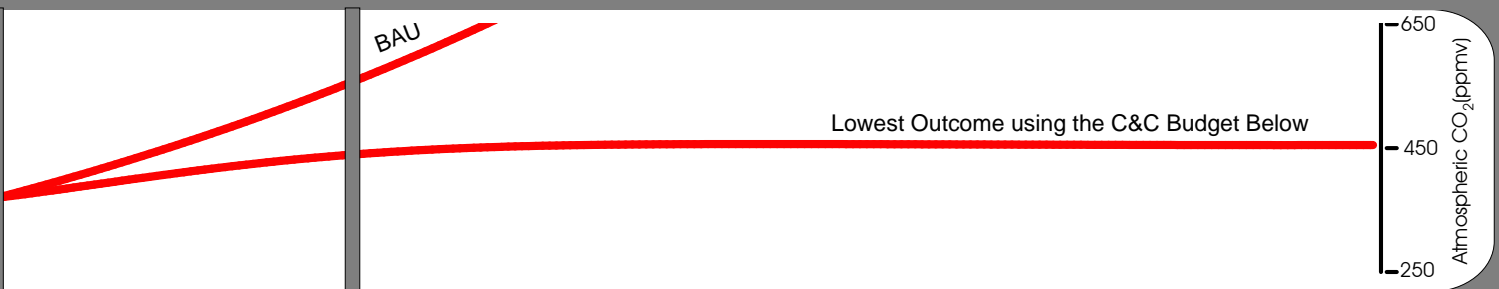 BAU
650
Lowest Outcome using the C&C Budget Below
450
250
Atmospheric CO₂(ppmv)